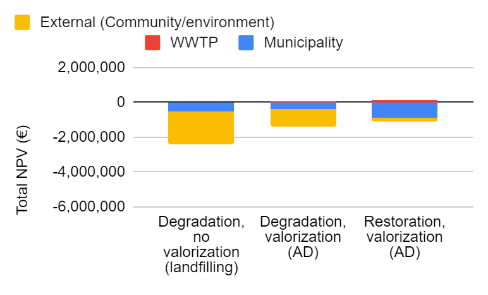 External (Community/environment)
WWTP
Municipality
Total NPV (€)
2,000,000
0
-2,000,000
-4,000,000
-6,000,000
Degradation,
no
valorization
(landfilling)
Degradation,
valorization
(AD)
Restoration,
valorization
(AD)